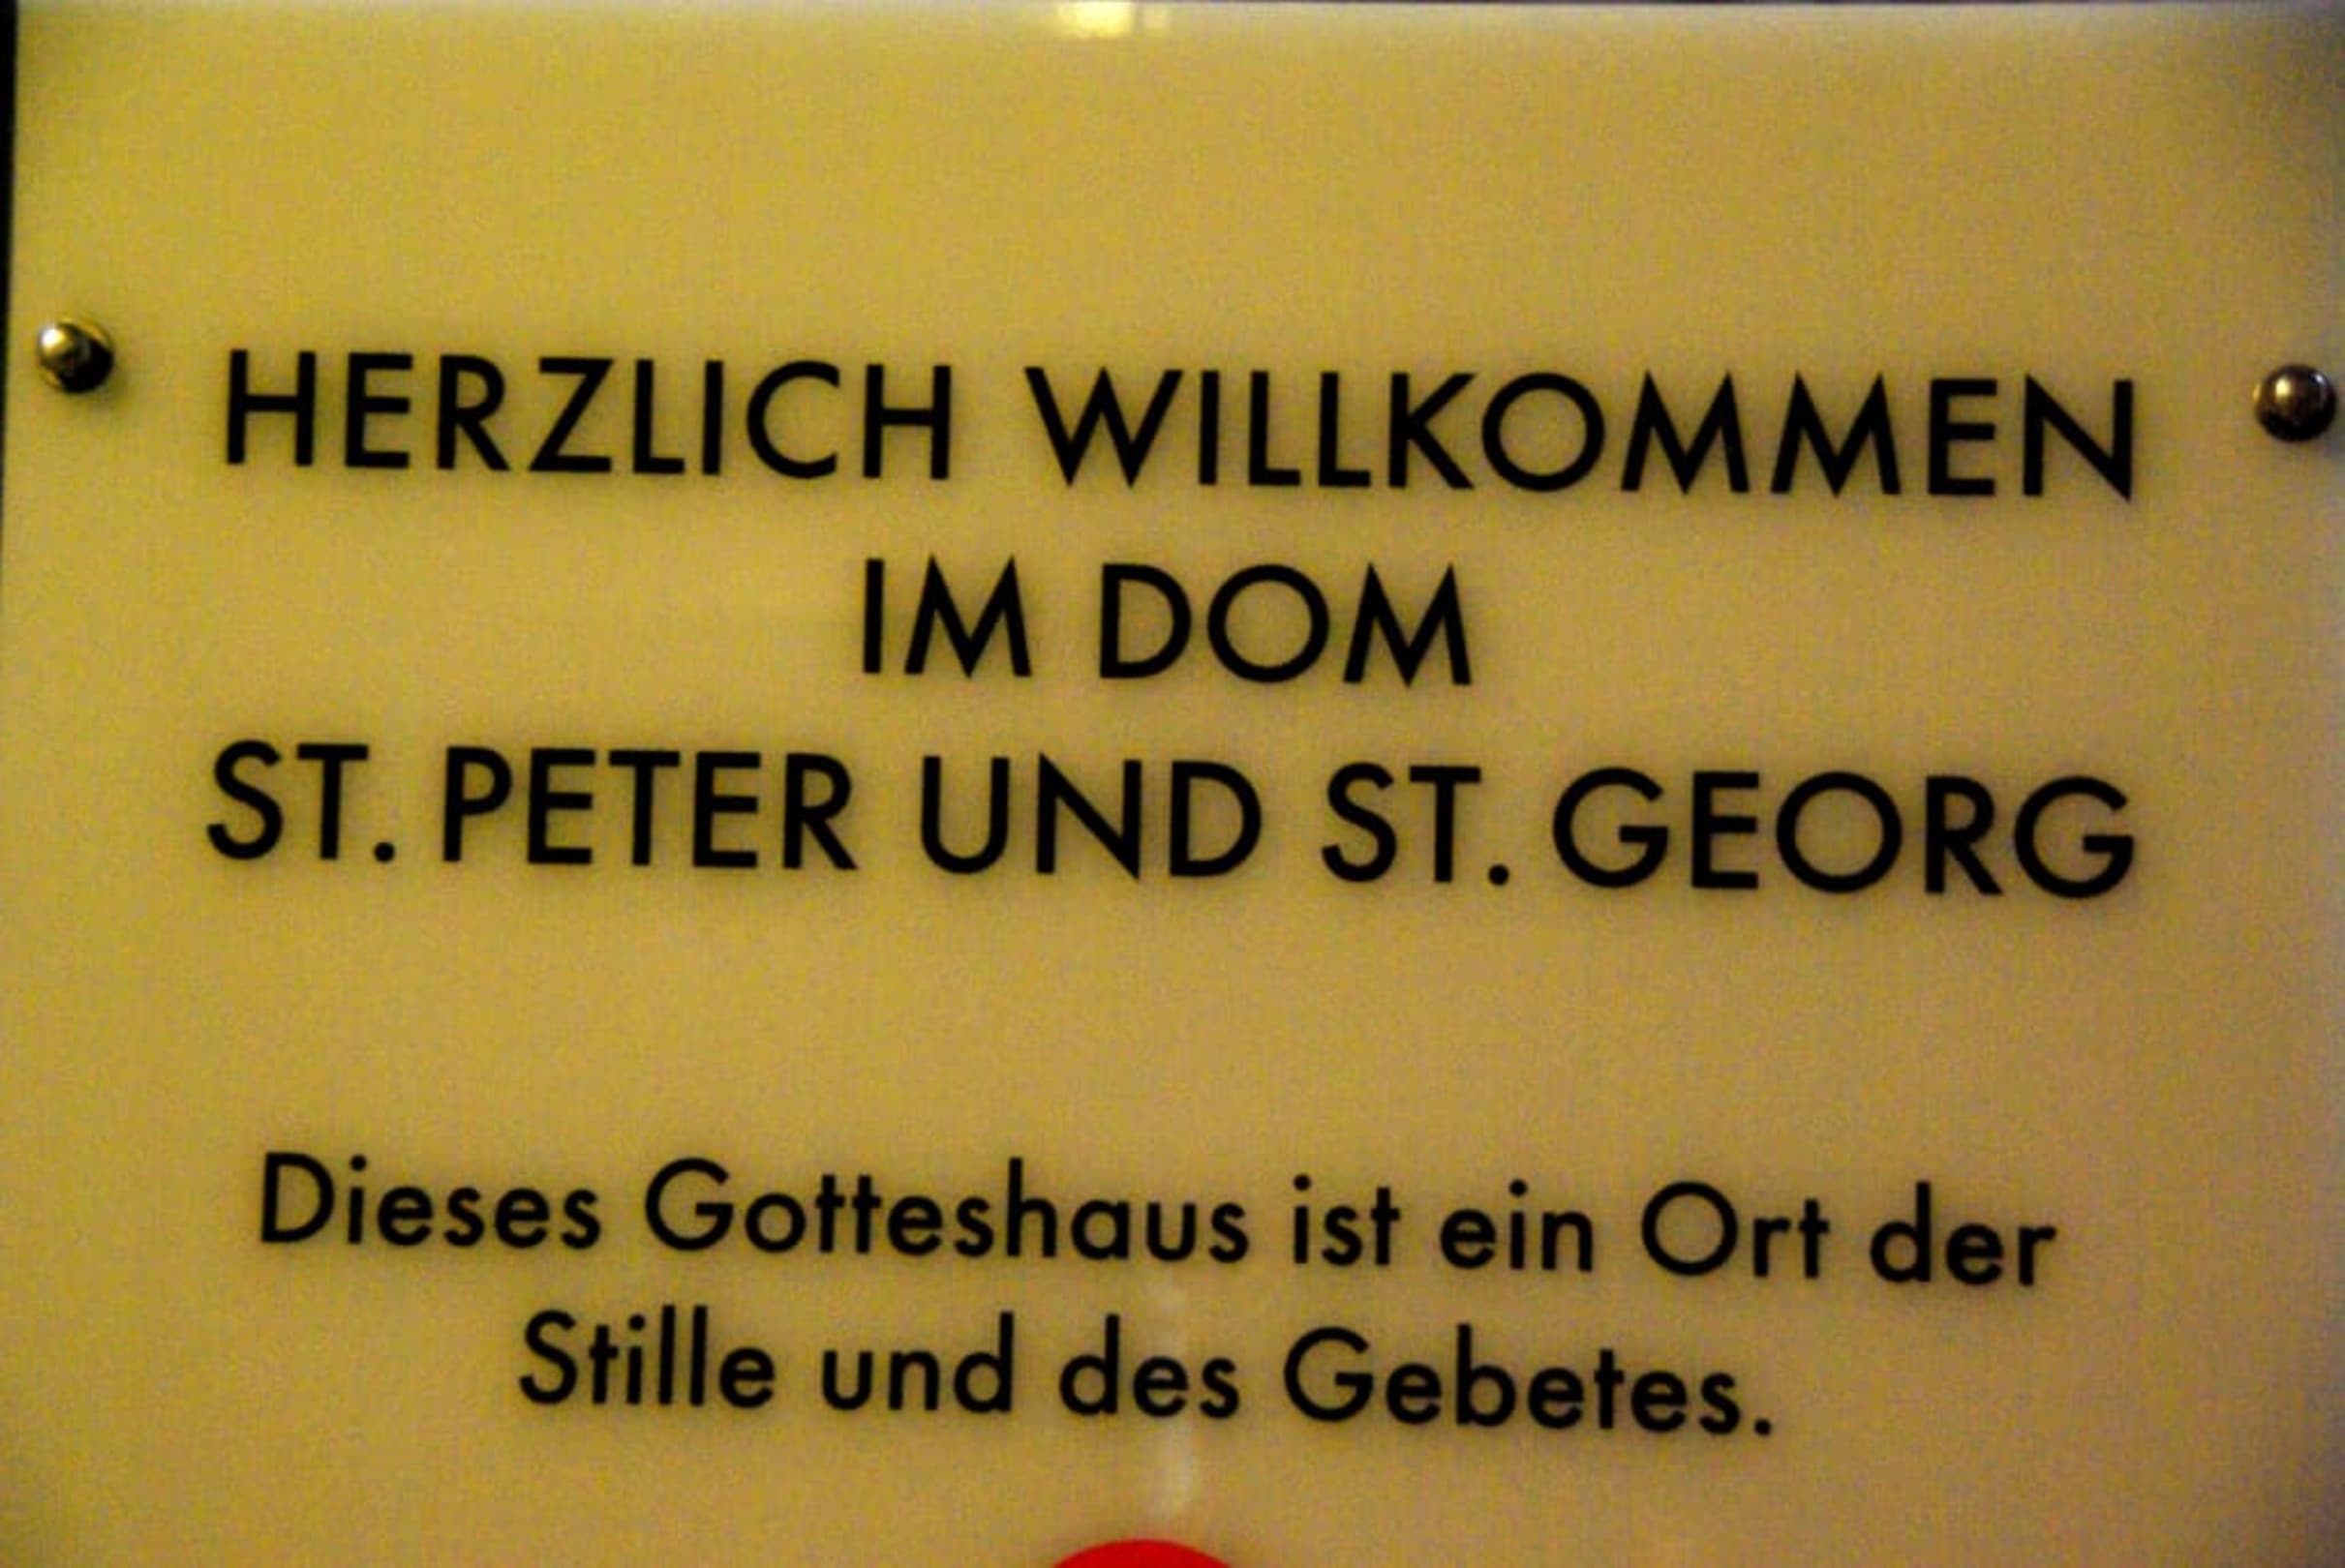 HERZLICH WILLKOMMEN
IM DOM
ST. PETER UND ST. GEORG
Dieses Gotteshaus ist ein Ort der
Stille und des Gebetes.